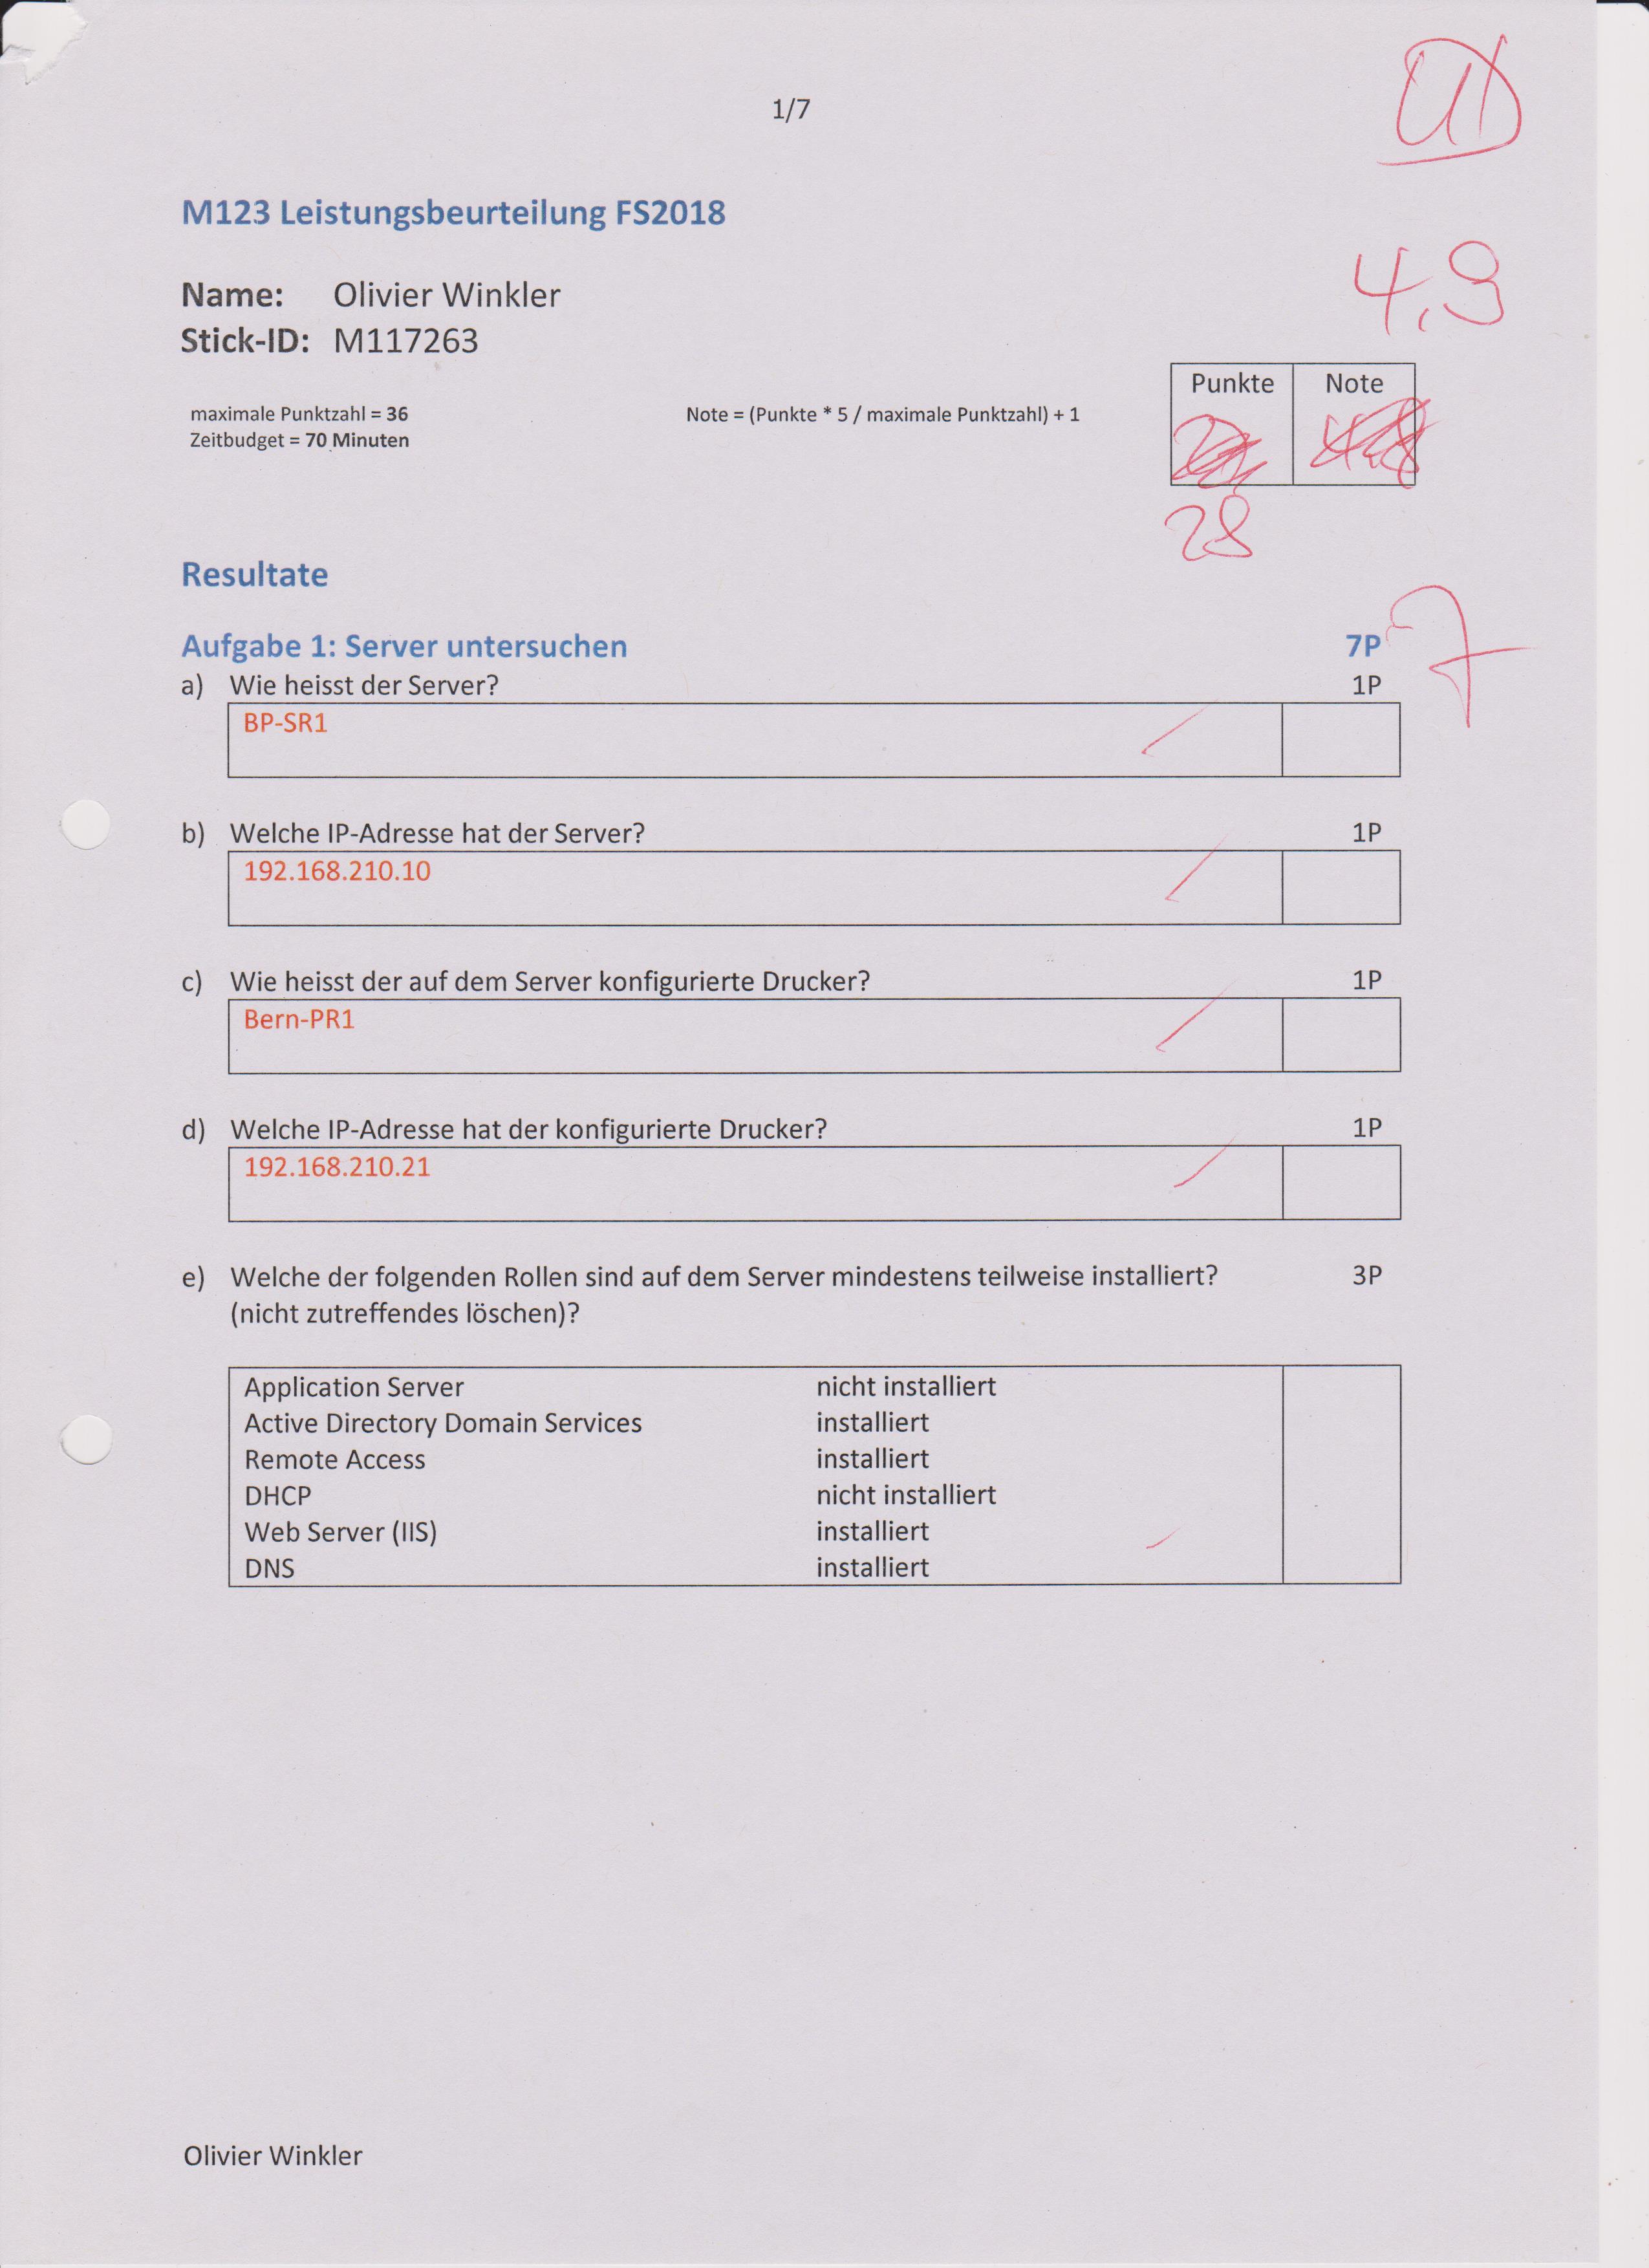 1/7
M123 Leistungsbeurteilung FS2018
4,9
Name: Olivier Winkler
Stick-ID: M117263
Punkte Note
maximale Punktzahl = 36 Note = (Punkte * 5 / maximale Punktzahl) + 1
Zeitbudget = 70 Minuten
28
Resultate
Aufgabe 1: Server untersuchen 7P 7
a) Wie heisst der Server? 1P
BP-SR1
b) Welche IP-Adresse hat der Server? 1P
192.168.210.10
c) Wie heisst der auf dem Server konfigurierte Drucker? 1P
Bern-PR1
d) Welche IP-Adresse hat der konfigurierte Drucker? 1P
192.168.210.21
e) Welche der folgenden Rollen sind auf dem Server mindestens teilweise installiert? 3P
(nicht zutreffendes löschen)?
Application Server nicht installiert
Active Directory Domain Services installiert
Remote Access installiert
DHCP nicht installiert
Web Server (IIS) installiert
DNS installiert
Olivier Winkler